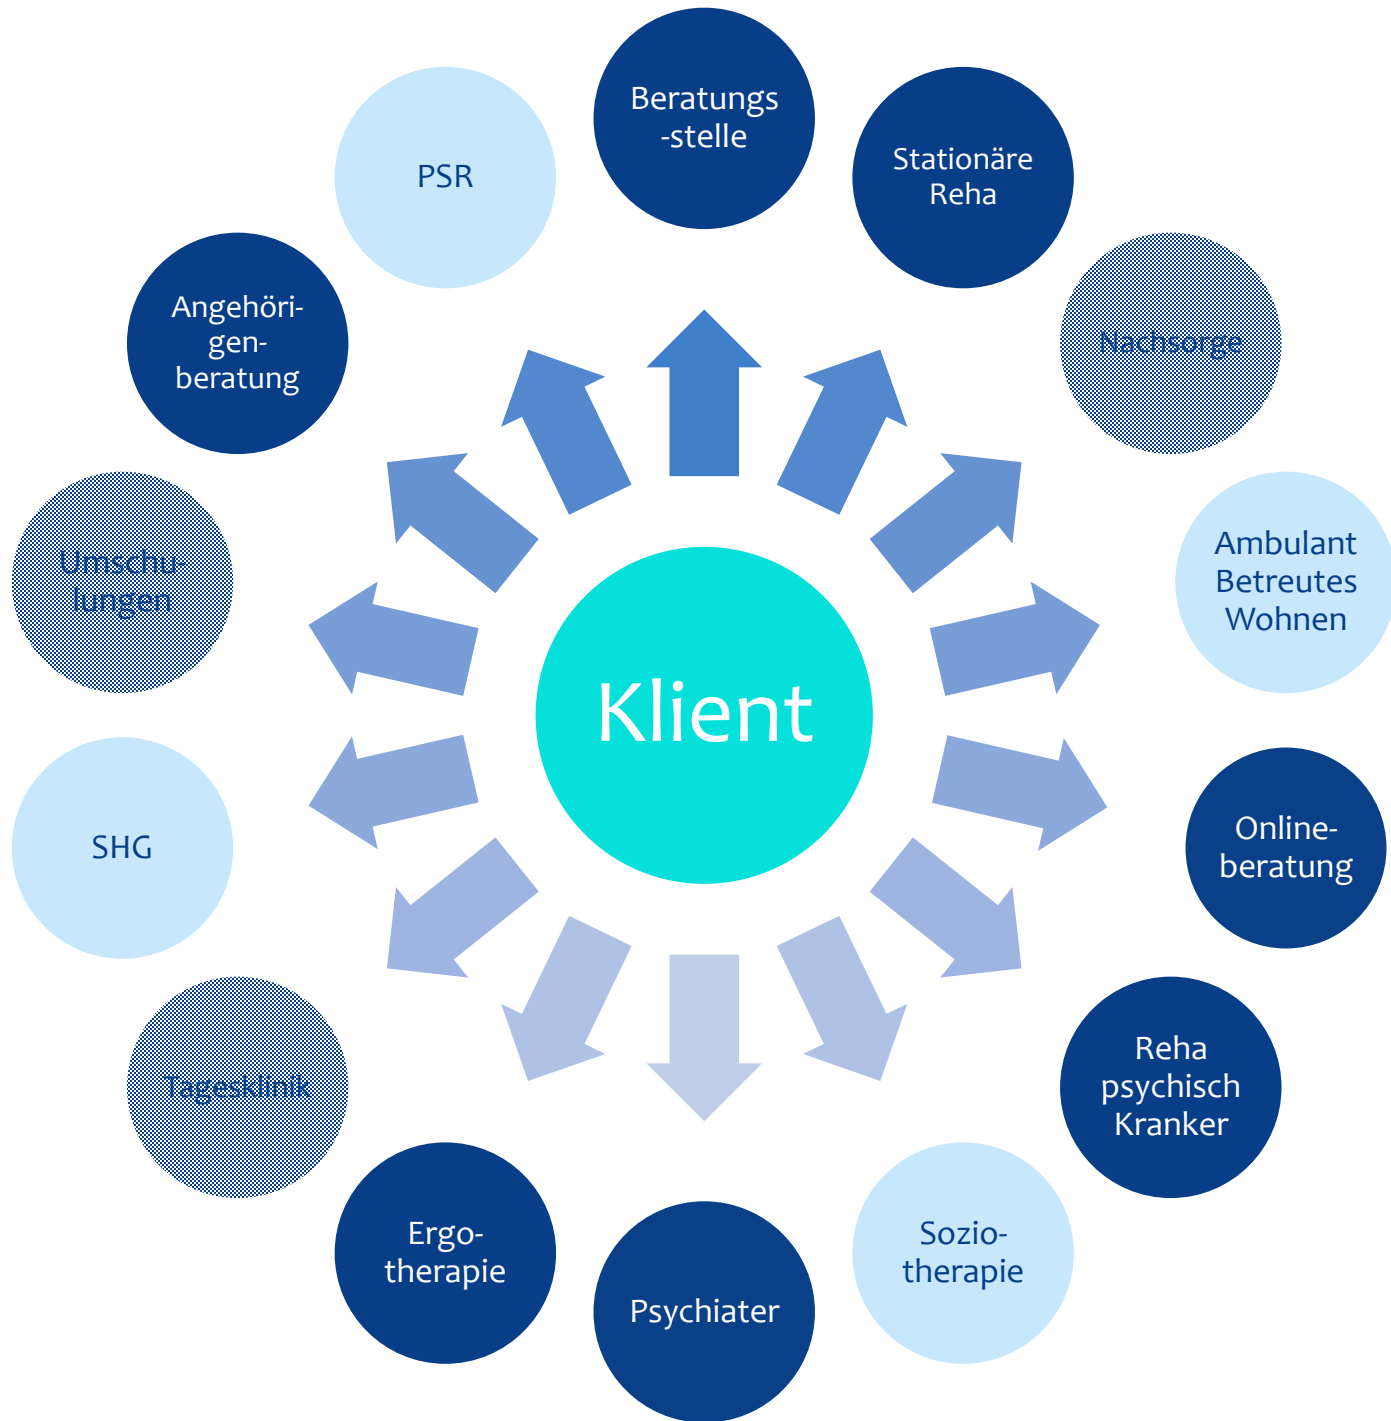 Beratungs
-stelle
Stationäre
Reha
Nachsorge
Ambulant
Betreutes
Wohnen
Online-
beratung
Reha
psychisch
Kranker
Sozio-
therapie
Psychiater
Ergo-
therapie
Tagesklinik
SHG
Umschu-
lungen
Angehöri-
gen-
beratung
PSR
Klient